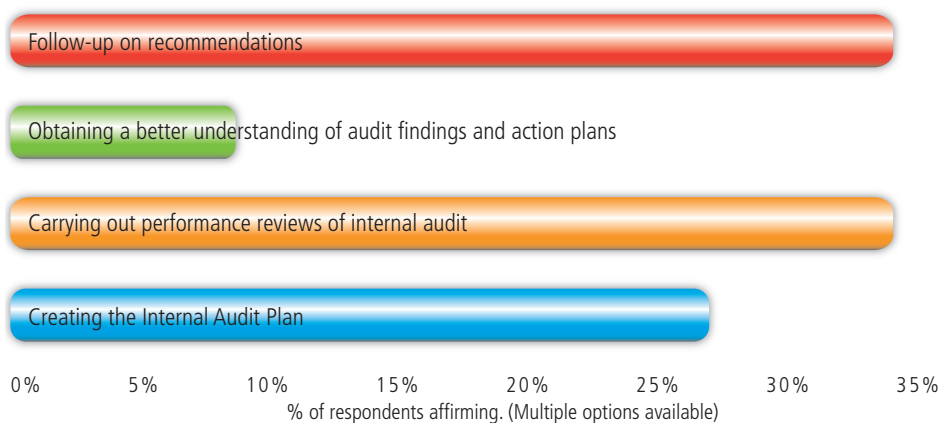 Follow-up on recommendations
Obtaining a better understanding of audit findings and action plans
Carrying out performance reviews of internal audit
Creating the Internal Audit Plan
0% 5% 10% 15% 20% 25% 30% 35%
% of respondents affirming. (Multiple options available)